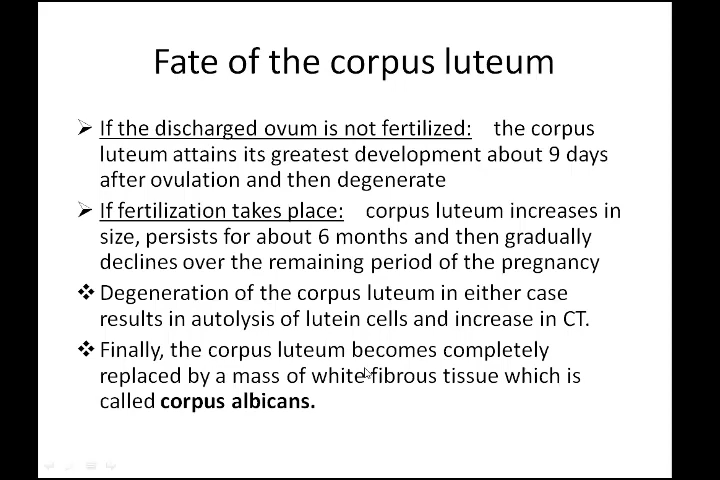 Fate of the corpus luteum
➢ If the discharged ovum is not fertilized: the corpus
luteum attains its greatest development about 9 days
after ovulation and then degenerate
➢ If fertilization takes place: corpus luteum increases in
size, persists for about 6 months and then gradually
declines over the remaining period of the pregnancy
❖ Degeneration of the corpus luteum in either case
results in autolysis of lutein cells and increase in CT.
❖ Finally, the corpus luteum becomes completely
replaced by a mass of white fibrous tissue which is
called corpus albicans.